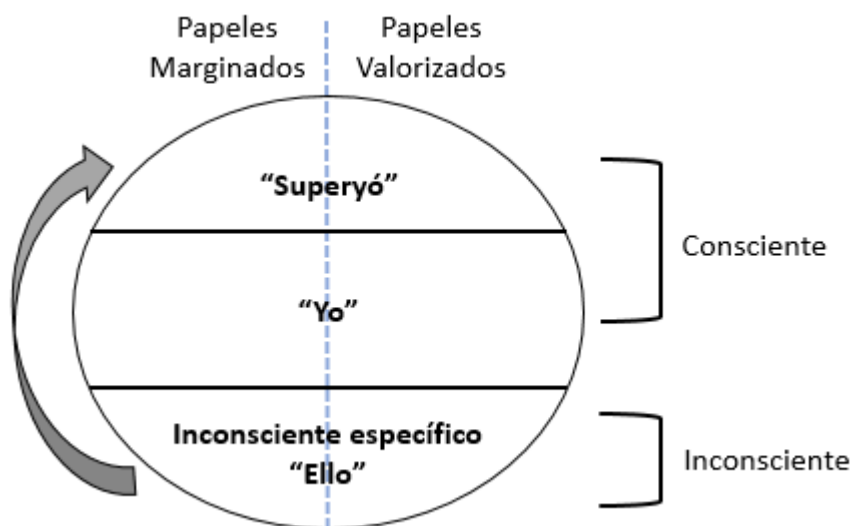 Papeles
Marginados
Papeles
Valorizados
“Superyó”
Consciente
“Yo”
Inconsciente específico
“Ello”
Inconsciente